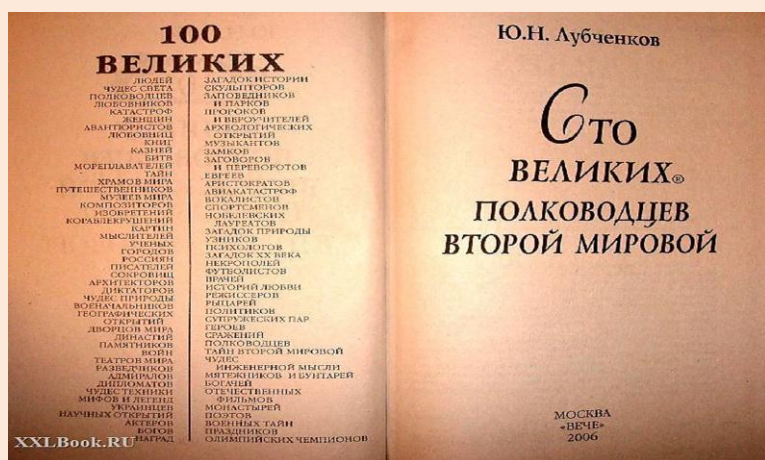 100
ВЕЛИКИХ
ЛЮДЕЙ
ЧУДЕС СВЕТА
ПОЛКОВОДЦЕВ
ЛЮБОВНИКОВ
КАТАСТРОФ
ЖЕНЩИН
АВАНТЮРИСТОВ
ЛЮБОВНИЦ
КНИГ
КАЗНЕЙ
БИТВ
МОРЕПЛАВАТЕЛЕЙ
ТАЙН
ХРАМОВ МИРА
ПУТЕШЕСТВЕННИКОВ
МУЗЕЕВ МИРА
КОМПОЗИТОРОВ
ИЗОБРЕТЕНИЙ
КОРАБЛЕКРУШЕНИЙ
КАРТИН
МЫСЛИТЕЛЕЙ
УЧЕНЫХ
ГОРОДОВ
РОССИЯН
ПИСАТЕЛЕЙ
СОКРОВИЩ
АРХИТЕКТОРОВ
ДИКТАТОРОВ
ЧУДЕС ПРИРОДЫ
ВОЕНАЧАЛЬНИКОВ
ГЕОГРАФИЧЕСКИХ
ОТКРЫТИЙ
ДВОРЦОВ МИРА
ДИНАСТИЙ
ПАМЯТНИКОВ
ВОЙН
ТЕАТРОВ МИРА
РАЗВЕДЧИКОВ
АДМИРАЛОВ
ДИПЛОМАТОВ
ЧУДЕС ТЕХНИКИ
МИФОВ И ЛЕГЕНД
УКРАИНЦЕВ
НАУЧНЫХ ОТКРЫТИЙ
АКТЕРОВ
БОГОВ
НАГРАД
ЗАГАДОК ИСТОРИИ
СКУЛЬПТОРОВ
ЗАПОВЕДНИКОВ
И ПАРКОВ
ПРОРОКОВ
И ВЕРОУЧИТЕЛЕЙ
АРХЕОЛОГИЧЕСКИХ
ОТКРЫТИЙ
МУЗЫКАНТОВ
ЗАМКОВ
ЗАГОВОРОВ
И ПЕРЕВОРОТОВ
ЕВРЕЕВ
АРИСТОКРАТОВ
АВИАКАТАСТРОФ
ВОКАЛИСТОВ
СПОРТСМЕНОВ
НОБЕЛЕВСКИХ
ЛАУРЕАТОВ
ЗАГАДОК ПРИРОДЫ
УЗНИКОВ
ПСИХОЛОГОВ
ЗАГАДОК XX ВЕКА
НЕКРОПОЛЕЙ
ФУТБОЛИСТОВ
ВРАЧЕЙ
ИСТОРИЙ ЛЮБВИ
РЕЖИССЕРОВ
РЫЦАРЕЙ
ПОЛИТИКОВ
СУПРУЖЕСКИХ ПАР
ГЕРОЕВ
СРАЖЕНИЙ
ПОЛКОВОДЦЕВ
ТАЙН ВТОРОЙ МИРОВОЙ
ЧУДЕС
ИНЖЕНЕРНОЙ МЫСЛИ
МЯТЕЖНИКОВ И БУНТАРЕЙ
БОГАЧЕЙ
ОТЕЧЕСТВЕННЫХ
ФИЛЬМОВ
МОНАСТЫРЕЙ
ПОЭТОВ
ВОЕННЫХ ТАЙН
ПРАЗДНИКОВ
ОЛИМПИЙСКИХ ЧЕМПИОНОВ
XXLBook.RU
Ю.Н. Лубченков
Сто
ВЕЛИКИХ®
ПОЛКОВОДЦЕВ
ВТОРОЙ МИРОВОЙ
МОСКВА
«ВЕЧЕ»
2006